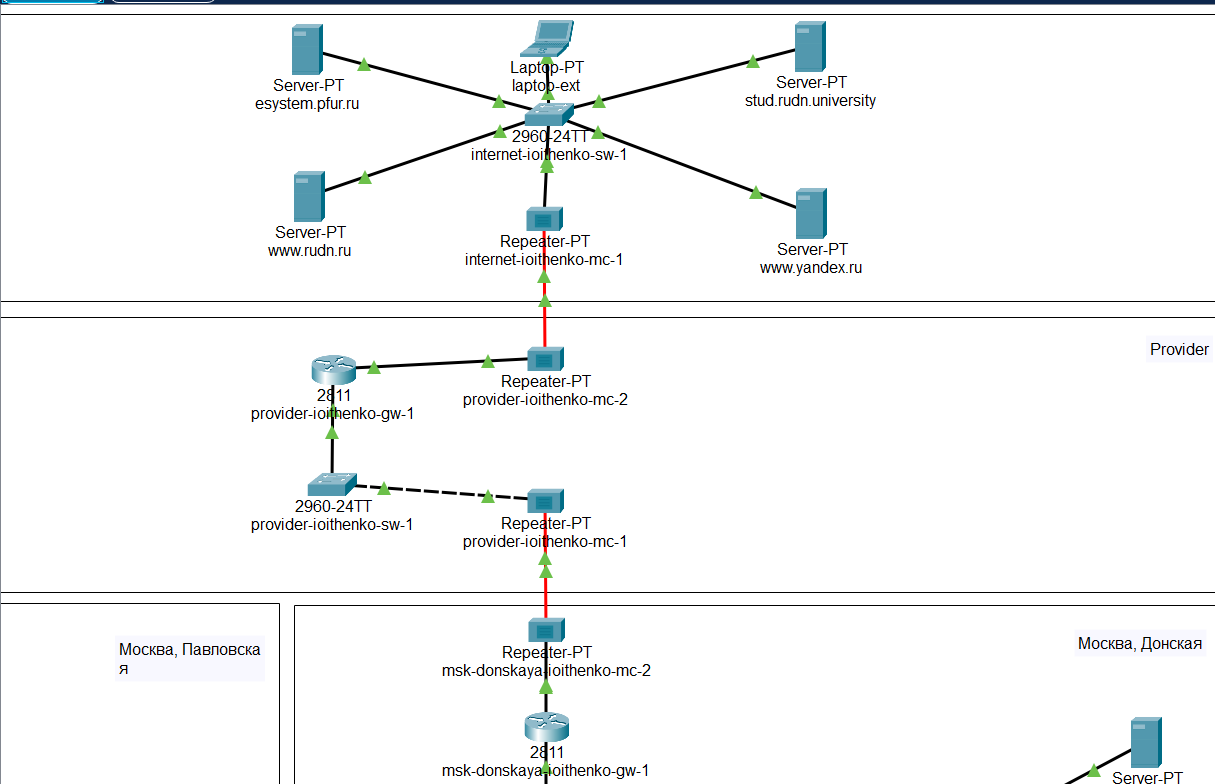 Laptop-PT
laptop-ext
Server-PT
esystem.pfur.ru
Server-PT
stud.rudn.university
2960-24TT
internet-ioithenko-sw-1
Server-PT
www.rudn.ru
Repeater-PT
internet-ioithenko-mc-1
Server-PT
www.yandex.ru
Provider
Repeater-PT
provider-ioithenko-mc-2
2811
provider-ioithenko-gw-1
2960-24TT
provider-ioithenko-sw-1
Repeater-PT
provider-ioithenko-mc-1
Москва, Павловска
я
Москва, Донская
Repeater-PT
msk-donskaya-ioithenko-mc-2
2811
msk-donskaya-ioithenko-gw-1
Server-PT